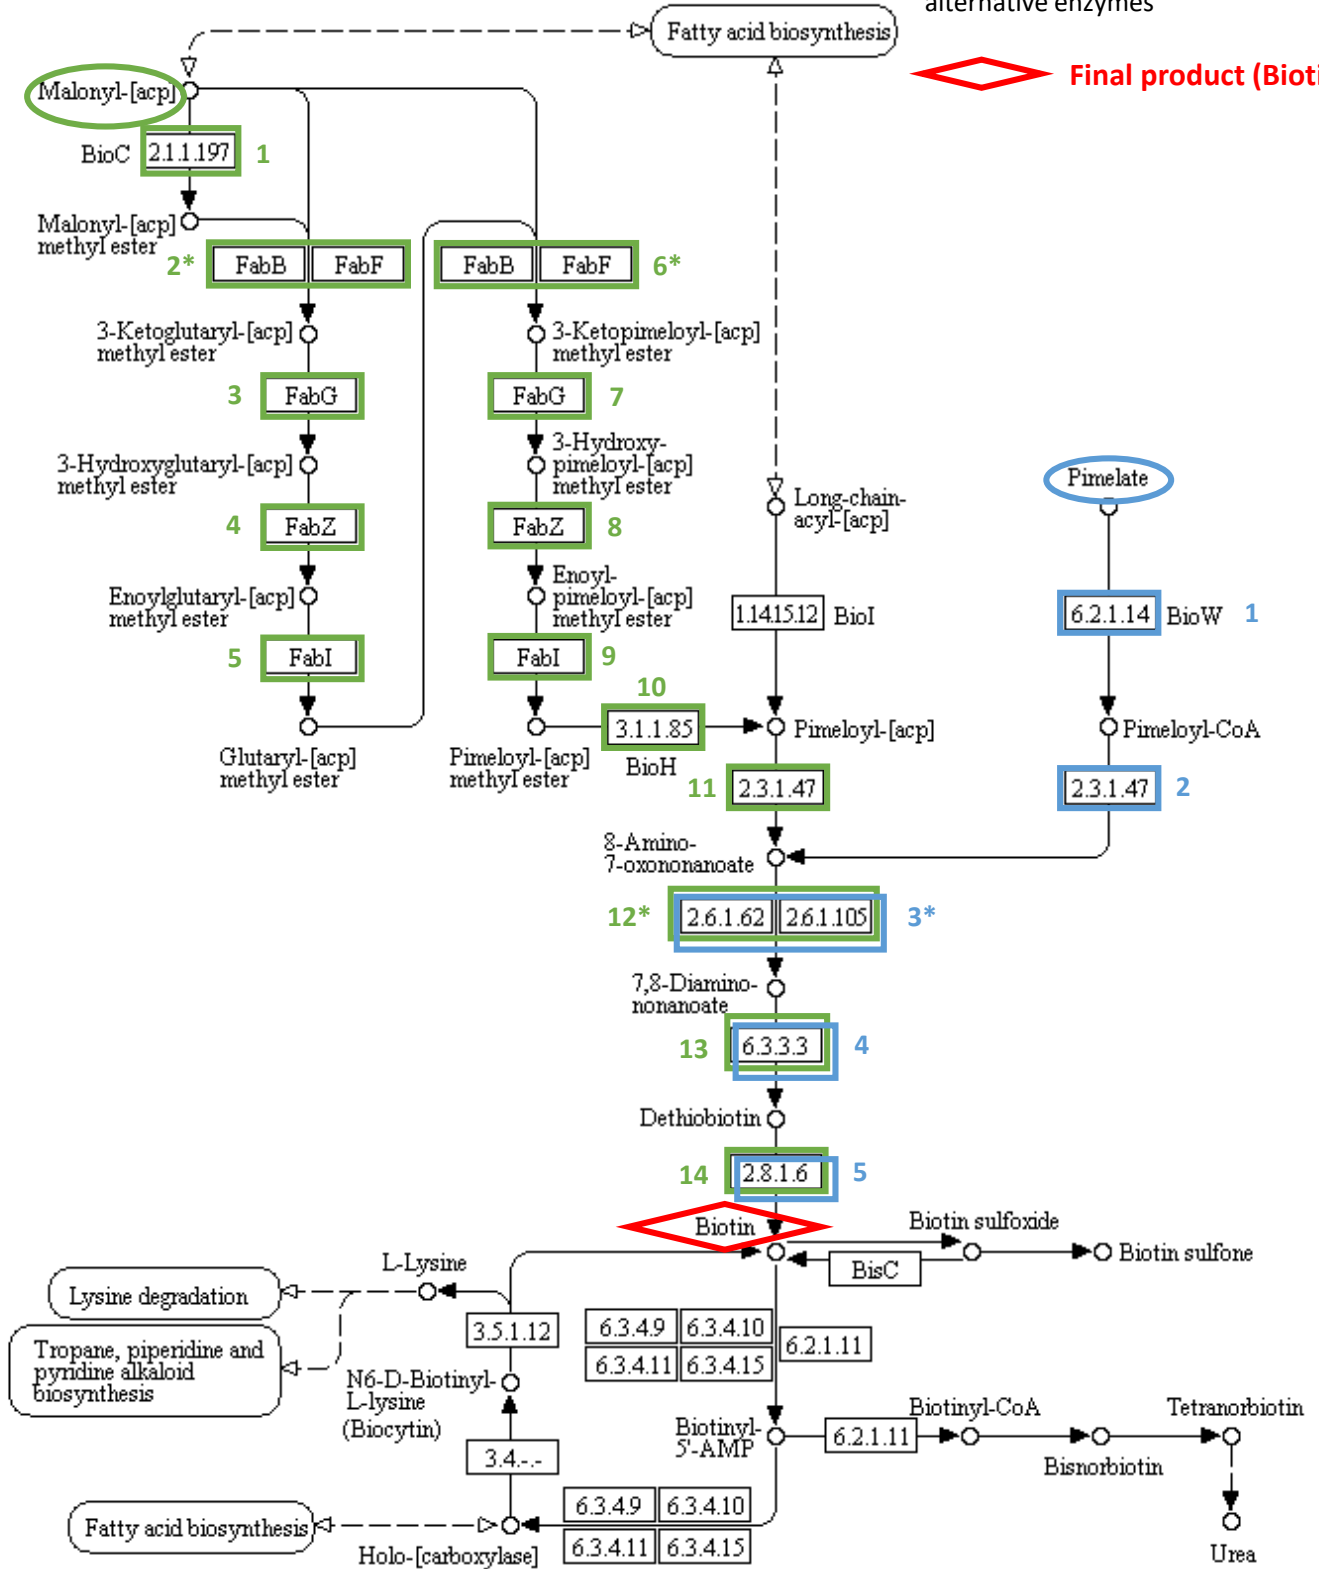 alternative enzymes
Fatty acid biosynthesis
Final product (Bioti
Malonyl-[acp]
BioC 2.1.1.197 1
Malonyl-[acp]
methyl ester
2* FabB FabF
FabB FabF 6*
3-Ketoglutaryl-[acp]
methyl ester
3-Ketopimeloyl-[acp]
methyl ester
3 FabG
FabG 7
3-Hydroxyglutaryl-[acp]
methyl ester
3-Hydroxy-
pimeloyl-[acp]
methyl ester
Long-chain-
acyl-[acp]
Pimelate
4 FabZ
FabZ 8
Enoylglutaryl-[acp]
methyl ester
Enoyl-
pimeloyl-[acp]
methyl ester
1.14.15.12 BioI
6.2.1.14 BioW 1
5 FabI
FabI 9
10
3.1.1.85
BioH
Glutaryl-[acp]
methyl ester
Pimeloyl-[acp]
methyl ester
Pimeloyl-[acp]
Pimeloyl-CoA
11 2.3.1.47
2.3.1.47 2
8-Amino-
7-oxononanoate
12* 2.6.1.62 2.6.1.105 3*
7,8-Diamino-
nonanoate
13 6.3.3.3 4
Dethiobiotin
14 2.8.1.6 5
Biotin
Biotin sulfoxide
Biotin sulfone
BisC
L-Lysine
Lysine degradation
Tropane, piperidine and
pyridine alkaloid
biosynthesis
3.5.1.12
6.3.4.9 6.3.4.10
6.3.4.11 6.3.4.15
6.2.1.11
N6-D-Biotinyl-
L-lysine
(Biocytin)
3.4.-.-
Biotinyl-
5'-AMP
6.2.1.11
Biotinyl-CoA
Bisnorbiotin
Tetranorbiotin
Fatty acid biosynthesis
Holo-[carboxylase]
6.3.4.9 6.3.4.10
6.3.4.11 6.3.4.15
Urea